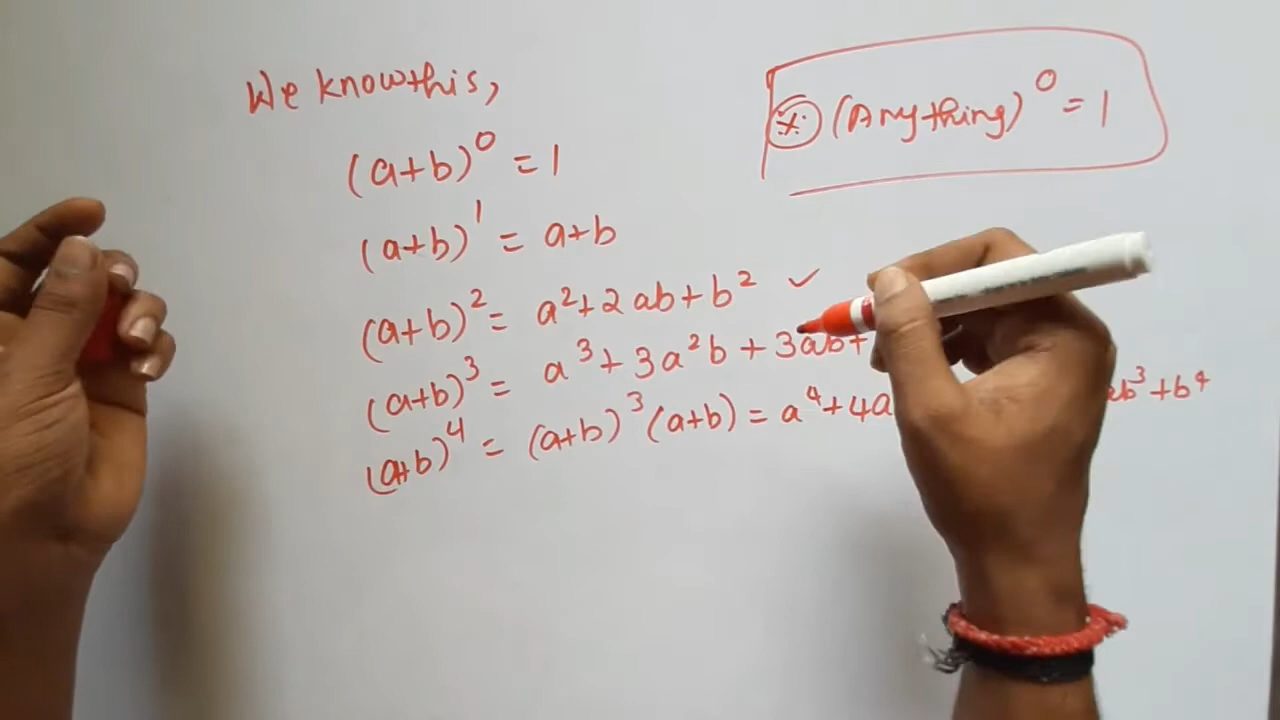 We know this,
(a+b)⁰ = 1
(a+b)¹ = a+b
(a+b)² = a²+2ab+b² ✓
(a+b)³ = a³+3a²b+3ab+
(a+b)⁴ = (a+b)³(a+b) = a⁴+4a b³+b⁴
* (Anything)⁰ = 1